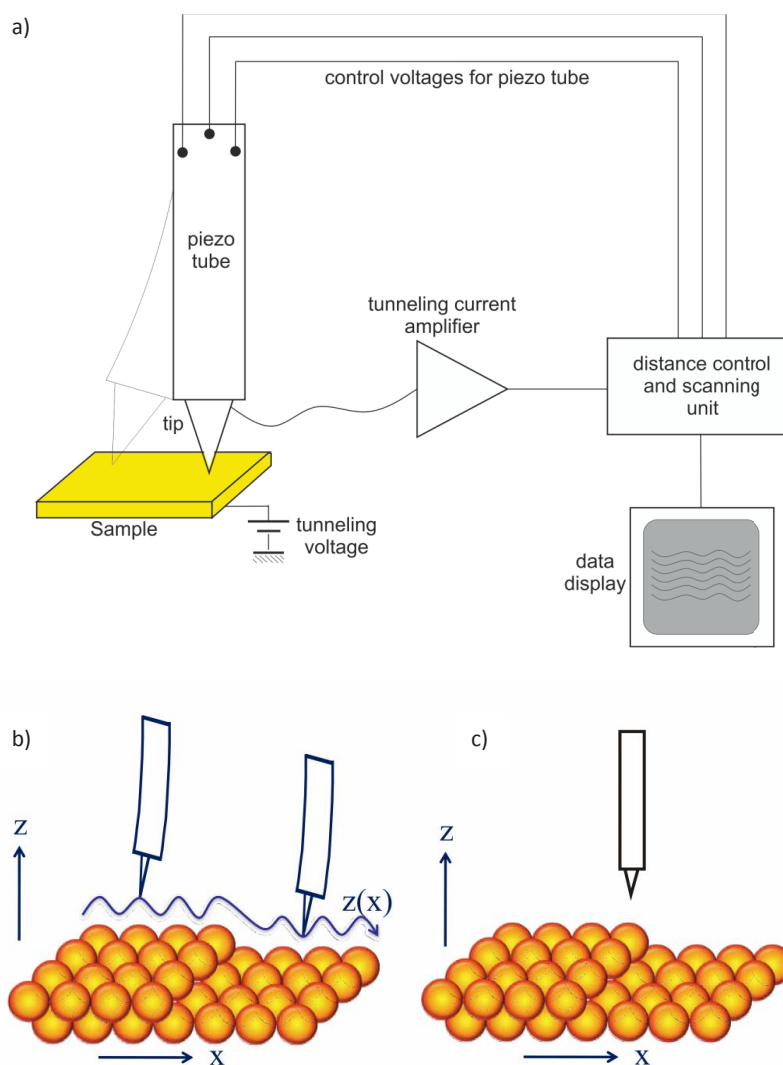 a)
control voltages for piezo tube
piezo
tube
tunneling current
amplifier
distance control
and scanning
unit
tip
Sample
tunneling
voltage
data
display
b)
c)
z
z
z(x)
x
x